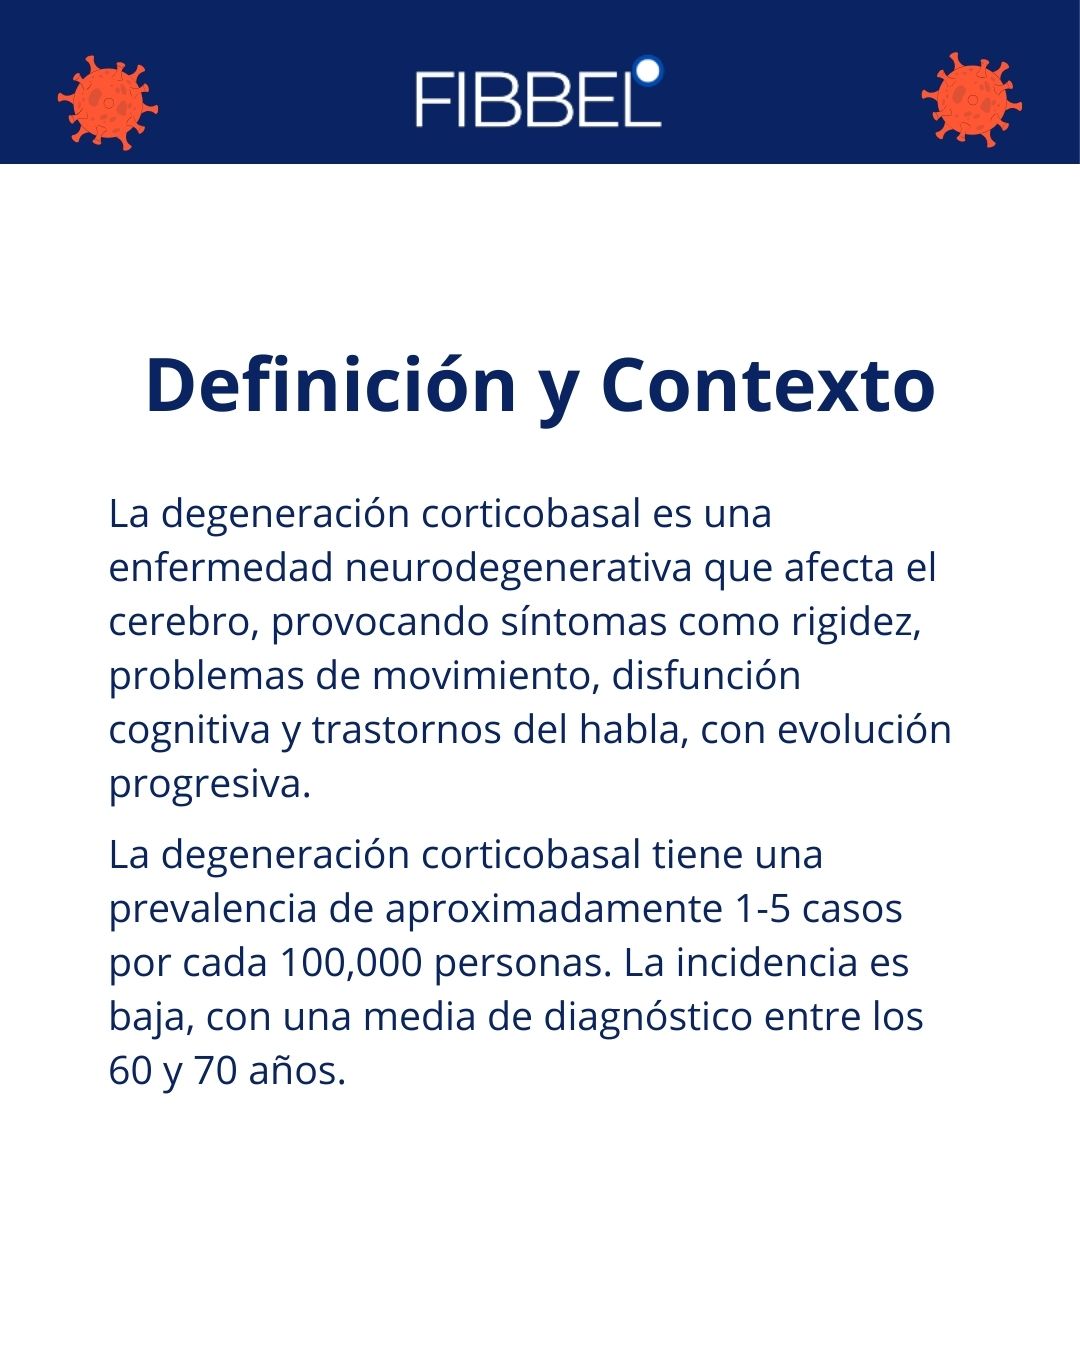 FIBBEL
Definición y Contexto
La degeneración corticobasal es una
enfermedad neurodegenerativa que afecta el
cerebro, provocando síntomas como rigidez,
problemas de movimiento, disfunción
cognitiva y trastornos del habla, con evolución
progresiva.
La degeneración corticobasal tiene una
prevalencia de aproximadamente 1-5 casos
por cada 100,000 personas. La incidencia es
baja, con una media de diagnóstico entre los
60 y 70 años.